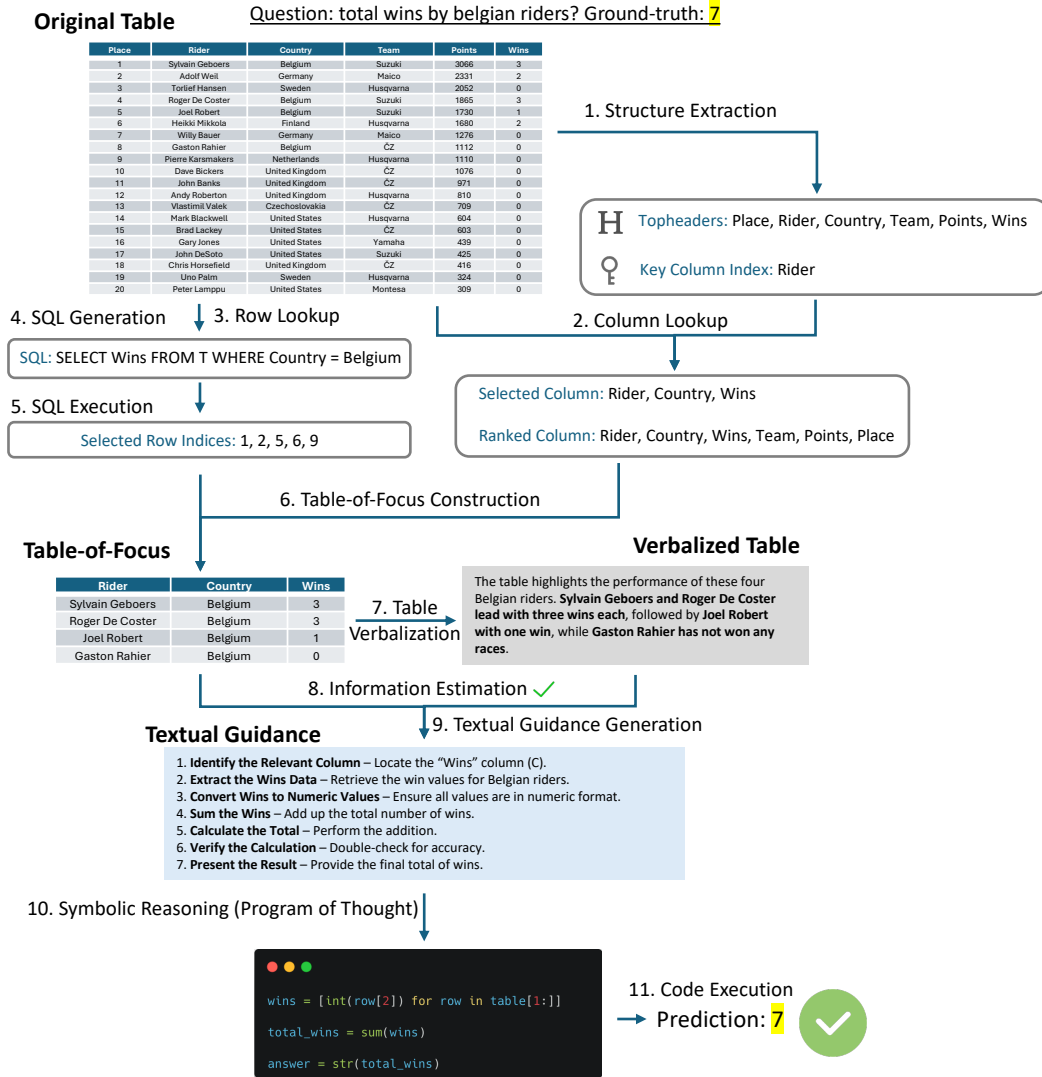 Question: total wins by belgian riders? Ground-truth: 7
Original Table
Place Rider Country Team Points Wins
1 Sylvain Geboers Belgium Suzuki 3066 3
2 Adolf Weil Germany Maico 2331 2
3 Torlief Hansen Sweden Husqvarna 2052 0
4 Roger De Coster Belgium Suzuki 1865 3
5 Joel Robert Belgium Suzuki 1730 1
6 Heikki Mikkola Finland Husqvarna 1680 2
7 Willy Bauer Germany Maico 1276 0
8 Gaston Rahier Belgium ČZ 1112 0
9 Pierre Karsmakers Netherlands Husqvarna 1110 0
10 Dave Bickers United Kingdom ČZ 1076 0
11 John Banks United Kingdom ČZ 971 0
12 Andy Roberton United Kingdom Husqvarna 810 0
13 Vlastimil Valek Czechoslovakia ČZ 709 0
14 Mark Blackwell United States Husqvarna 604 0
15 Brad Lackey United States ČZ 603 0
16 Gary Jones United States Yamaha 439 0
17 John DeSoto United States Suzuki 425 0
18 Chris Horsefield United Kingdom ČZ 416 0
19 Uno Palm Sweden Husqvarna 324 0
20 Peter Lamppu United States Montesa 309 0
1. Structure Extraction
H Topheaders: Place, Rider, Country, Team, Points, Wins
Key Column Index: Rider
4. SQL Generation
3. Row Lookup
2. Column Lookup
SQL: SELECT Wins FROM T WHERE Country = Belgium
5. SQL Execution
Selected Row Indices: 1, 2, 5, 6, 9
Selected Column: Rider, Country, Wins
Ranked Column: Rider, Country, Wins, Team, Points, Place
6. Table-of-Focus Construction
Table-of-Focus
Rider Country Wins
Sylvain Geboers Belgium 3
Roger De Coster Belgium 3
Joel Robert Belgium 1
Gaston Rahier Belgium 0
7. Table
Verbalization
Verbalized Table
The table highlights the performance of these four
Belgian riders. Sylvain Geboers and Roger De Coster
lead with three wins each, followed by Joel Robert
with one win, while Gaston Rahier has not won any
races.
8. Information Estimation
9. Textual Guidance Generation
Textual Guidance
1. Identify the Relevant Column – Locate the “Wins” column (C).
2. Extract the Wins Data – Retrieve the win values for Belgian riders.
3. Convert Wins to Numeric Values – Ensure all values are in numeric format.
4. Sum the Wins – Add up the total number of wins.
5. Calculate the Total – Perform the addition.
6. Verify the Calculation – Double-check for accuracy.
7. Present the Result – Provide the final total of wins.
10. Symbolic Reasoning (Program of Thought)
wins = [int(row[2]) for row in table[1:]]
total_wins = sum(wins)
answer = str(total_wins)
11. Code Execution
Prediction: 7